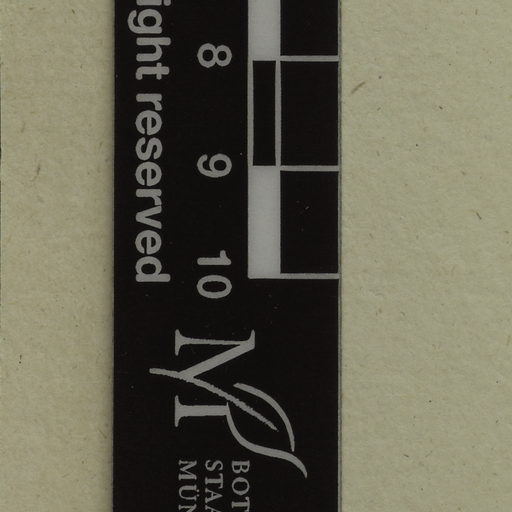 ight reserved
8
9
10
M
BOT
STAA
MÜN